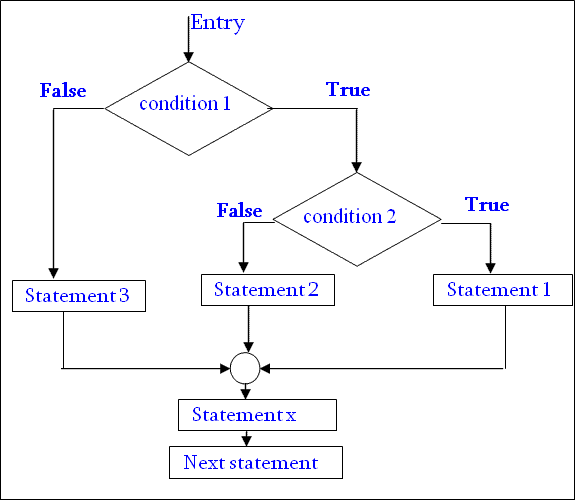 Entry
False
True
condition 1
False
True
condition 2
Statement 3
Statement 2
Statement 1
Statement x
Next statement